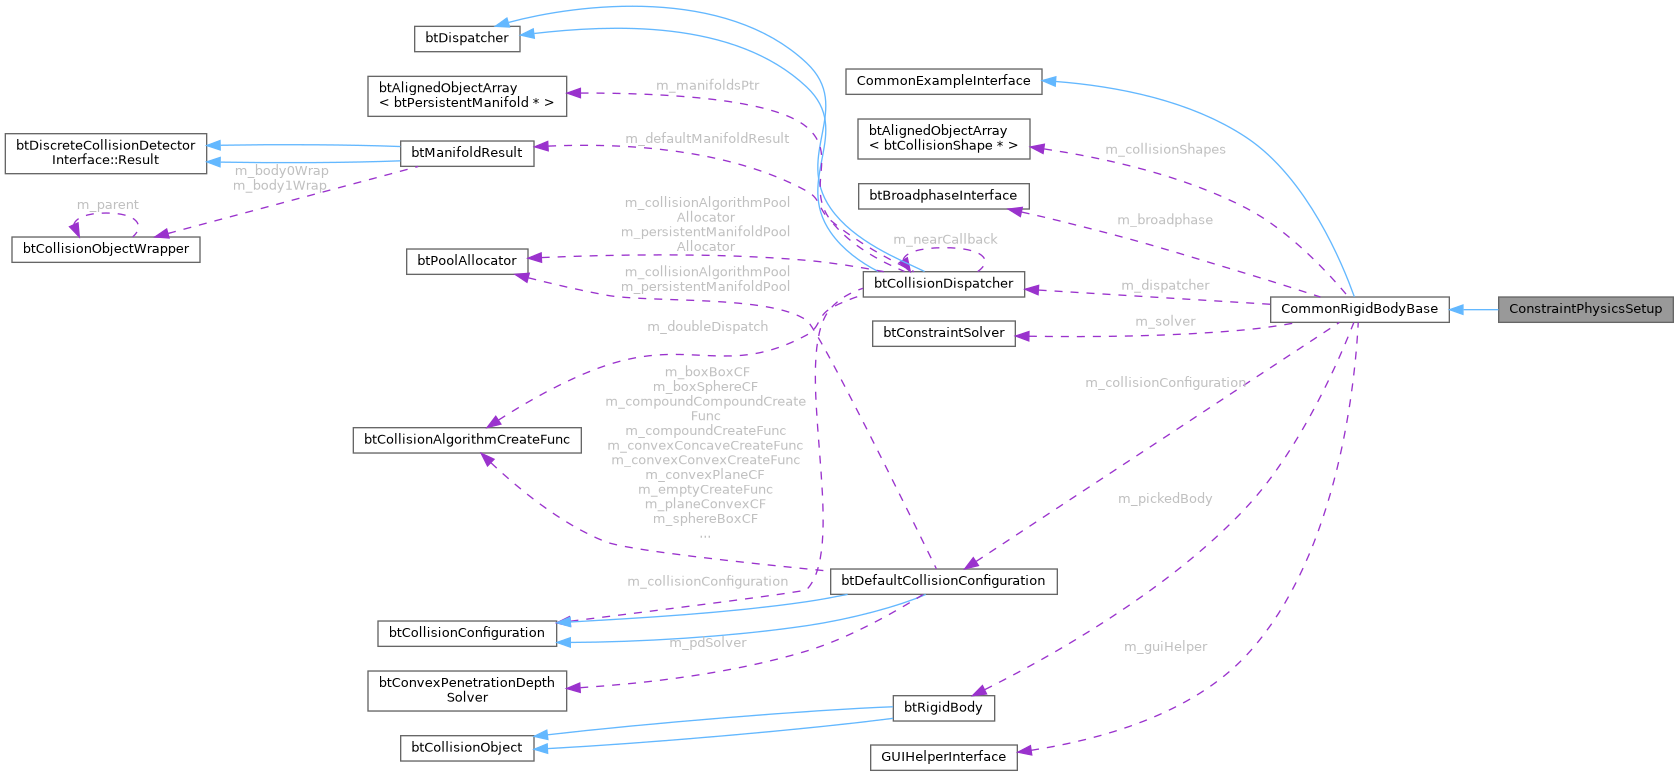 btDispatcher
btAlignedObjectArray
< btPersistentManifold * >
m_manifoldsPtr
CommonExampleInterface
btDiscreteCollisionDetector
Interface::Result
btManifoldResult
m_defaultManifoldResult
btAlignedObjectArray
< btCollisionShape * >
m_collisionShapes
m_body0Wrap
m_body1Wrap
m_parent
btCollisionObjectWrapper
btBroadphaseInterface
m_broadphase
m_collisionAlgorithmPool
Allocator
m_persistentManifoldPool
Allocator
m_nearCallback
btPoolAllocator
m_collisionAlgorithmPool
m_persistentManifoldPool
btCollisionDispatcher
m_dispatcher
CommonRigidBodyBase
ConstraintPhysicsSetup
m_doubleDispatch
btConstraintSolver
m_solver
m_boxBoxCF
m_boxSphereCF
m_compoundCompoundCreate
Func
m_compoundCreateFunc
m_convexConcaveCreateFunc
m_convexConvexCreateFunc
m_convexPlaneCF
m_emptyCreateFunc
m_planeConvexCF
m_sphereBoxCF
...
m_collisionConfiguration
btCollisionAlgorithmCreateFunc
m_pickedBody
m_collisionConfiguration
btDefaultCollisionConfiguration
btCollisionConfiguration
m_pdSolver
m_guiHelper
btConvexPenetrationDepth
Solver
btRigidBody
btCollisionObject
GUIHelperInterface